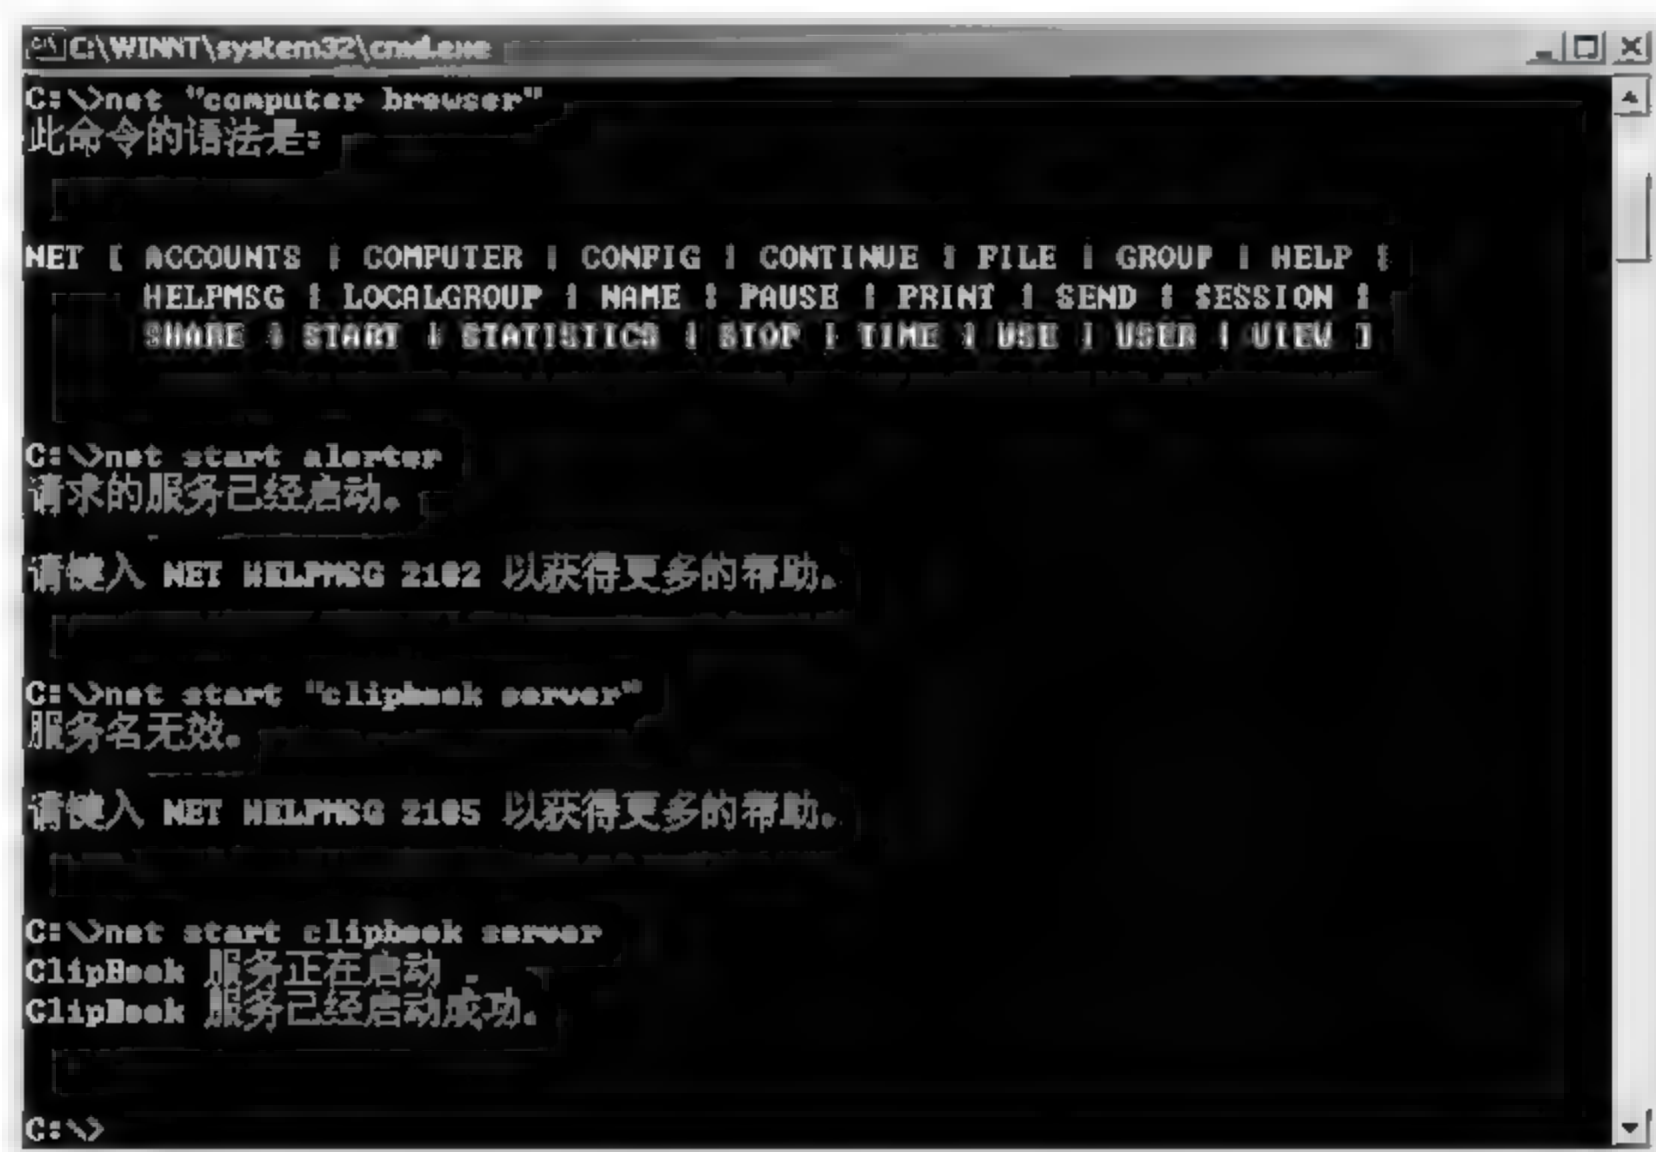 C:\WINNT\system32\cmd.exe
C:\>net "computer browser"
此命令的语法是:
NET [ ACCOUNTS | COMPUTER | CONFIG | CONTINUE | FILE | GROUP | HELP |
HELPMSG | LOCALGROUP | NAME | PAUSE | PRINT | SEND | SESSION |
SHARE | START | STATISTICS | STOP | TIME | USE | USER | VIEW ]
C:\>net start alerter
请求的服务已经启动。
请键入 NET HELPMSG 2182 以获得更多的帮助。
C:\>net start "clipbook server"
服务名无效。
请键入 NET HELPMSG 2185 以获得更多的帮助。
C:\>net start clipbook server
ClipBook 服务正在启动 .
ClipBook 服务已经启动成功。
C:\>